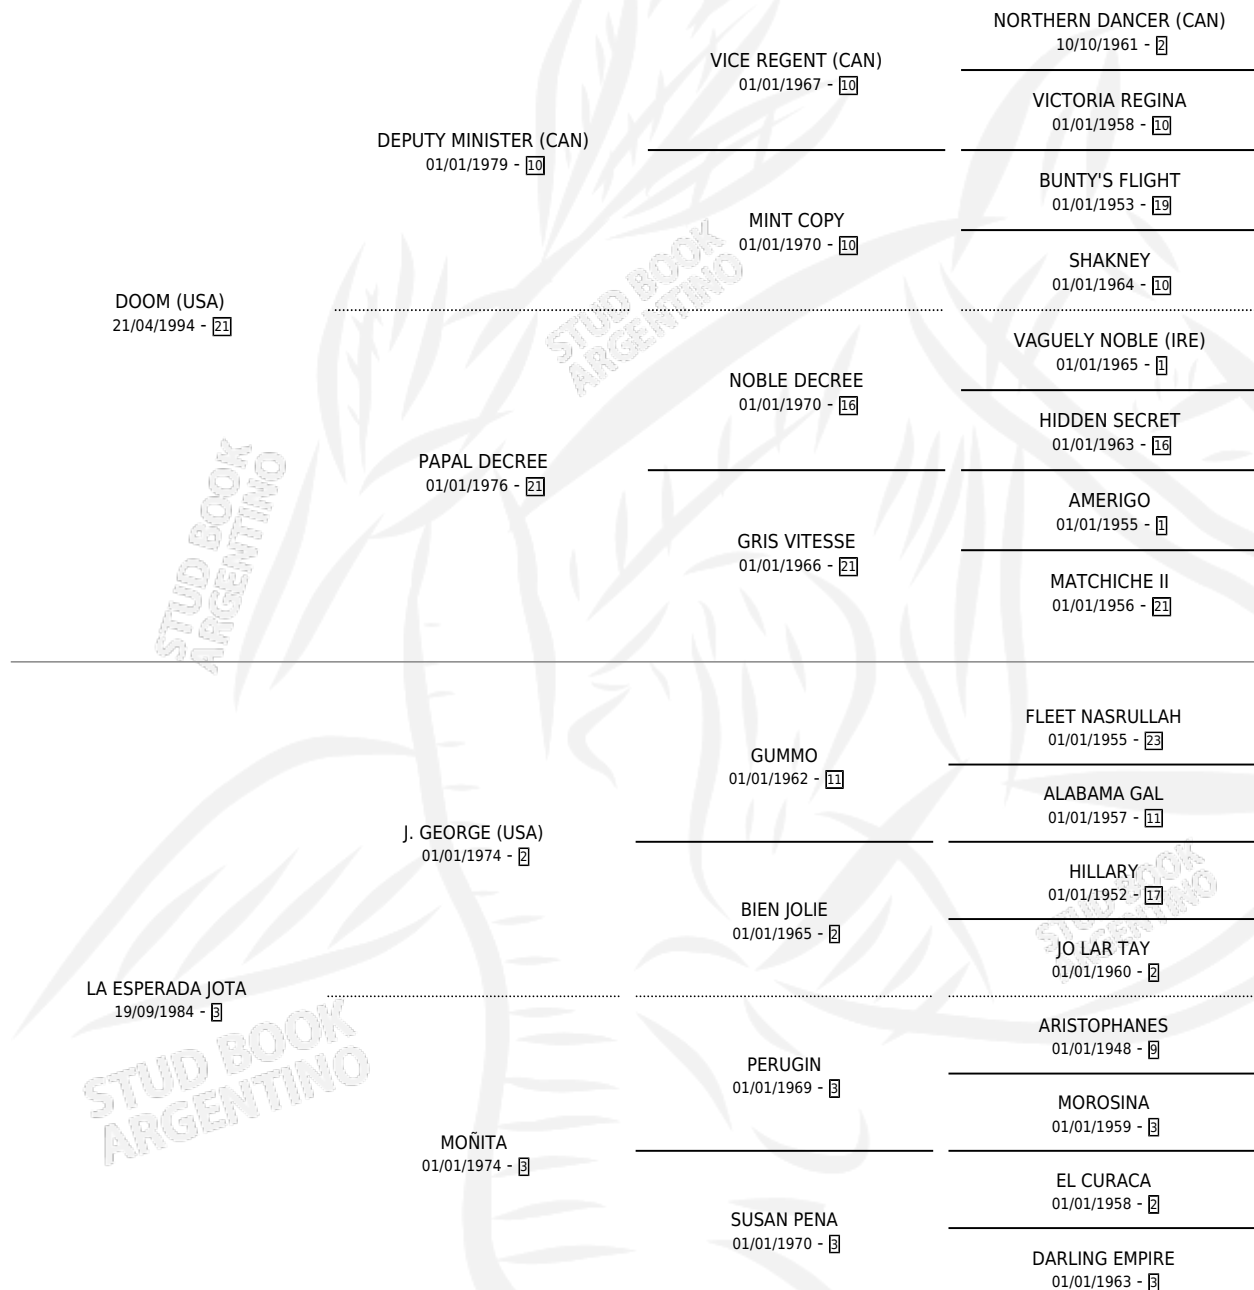 NORTHERN DANCER (CAN)
10/10/1961 - 2
VICE REGENT (CAN)
01/01/1967 - 10
VICTORIA REGINA
01/01/1958 - 10
DEPUTY MINISTER (CAN)
01/01/1979 - 10
BUNTY'S FLIGHT
01/01/1953 - 19
MINT COPY
01/01/1970 - 10
SHAKNEY
01/01/1964 - 10
DOOM (USA)
21/04/1994 - 21
STUD BOOK
ARGENTINO
VAGUELY NOBLE (IRE)
01/01/1965 - 1
NOBLE DECREE
01/01/1970 - 16
HIDDEN SECRET
01/01/1963 - 16
PAPAL DECREE
01/01/1976 - 21
AMERIGO
01/01/1955 - 1
GRIS VITESSE
01/01/1966 - 21
MATCHICHE II
01/01/1956 - 21
STUD BOOK
ARGENTINO
FLEET NASRULLAH
01/01/1955 - 23
GUMMO
01/01/1962 - 11
ALABAMA GAL
01/01/1957 - 11
J. GEORGE (USA)
01/01/1974 - 2
HILLARY
01/01/1952 - 17
BIEN JOLIE
01/01/1965 - 2
JO LAR TAY
01/01/1960 - 2
STUD BOOK
ARGENTINO
LA ESPERADA JOTA
19/09/1984 - 3
ARISTOPHANES
01/01/1948 - 9
PERUGIN
01/01/1969 - 3
MOROSINA
01/01/1959 - 3
STUD BOOK
ARGENTINO
MOÑITA
01/01/1974 - 3
EL CURACA
01/01/1958 - 2
SUSAN PENA
01/01/1970 - 3
DARLING EMPIRE
01/01/1963 - 3